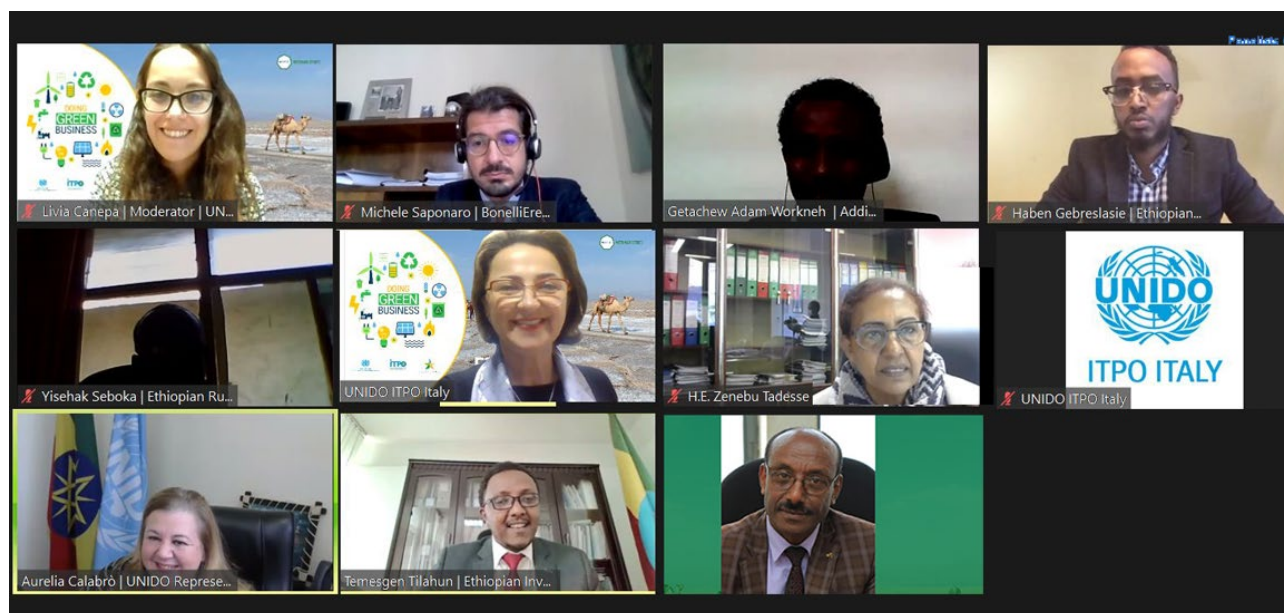 DOING
GREEN
BUSINESS
ITPO
Livia Canepa | Moderator | UN...
Michele Saponaro | BonelliEre...
Getachew Adam Workneh | Addi...
Haben Gebreslasie | Ethiopian...
Yisehak Seboka | Ethiopian Ru...
DOING
GREEN
BUSINESS
UNIDO ITPO Italy
H.E. Zenebu Tadesse
UNIDO
ITPO ITALY
UNIDO ITPO Italy
Aurelia Calabrò | UNIDO Represe...
Temesgen Tilahun | Ethiopian Inv...